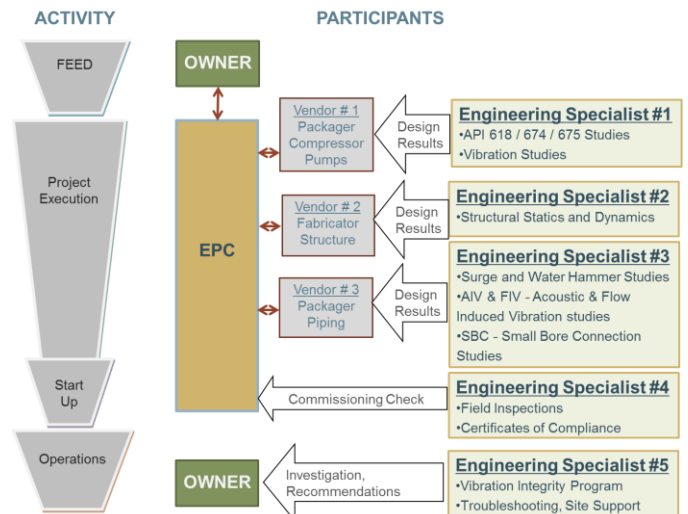 ACTIVITY
PARTICIPANTS
FEED
OWNER
Vendor # 1
Packager
Compressor
Pumps
Design
Results
Engineering Specialist #1
•API 618 / 674 / 675 Studies
•Vibration Studies
Project
Execution
EPC
Vendor # 2
Fabricator
Structure
Design
Results
Engineering Specialist #2
•Structural Statics and Dynamics
Vendor # 3
Packager
Piping
Design
Results
Engineering Specialist #3
•Surge and Water Hammer Studies
•AIV & FIV - Acoustic & Flow
Induced Vibration studies
•SBC - Small Bore Connection
Studies
Start
Up
Commissioning Check
Engineering Specialist #4
•Field Inspections
•Certificates of Compliance
Operations
OWNER
Investigation,
Recommendations
Engineering Specialist #5
•Vibration Integrity Program
•Troubleshooting, Site Support